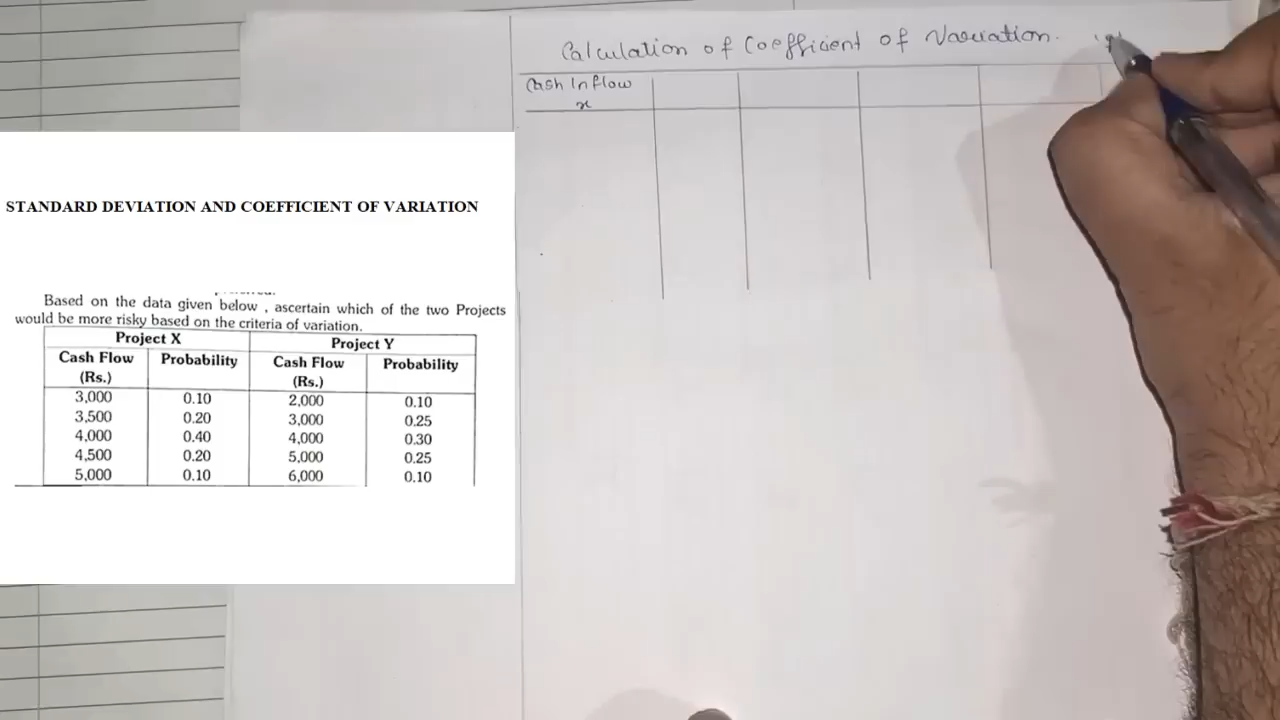 Calculation of Coefficient of Variation.
Cash Inflow
x
STANDARD DEVIATION AND COEFFICIENT OF VARIATION
Based on the data given below , ascertain which of the two Projects
would be more risky based on the criteria of variation.
Project X Project Y
Cash Flow (Rs.) Probability Cash Flow (Rs.) Probability
3,000 0.10 2,000 0.10
3,500 0.20 3,000 0.25
4,000 0.40 4,000 0.30
4,500 0.20 5,000 0.25
5,000 0.10 6,000 0.10